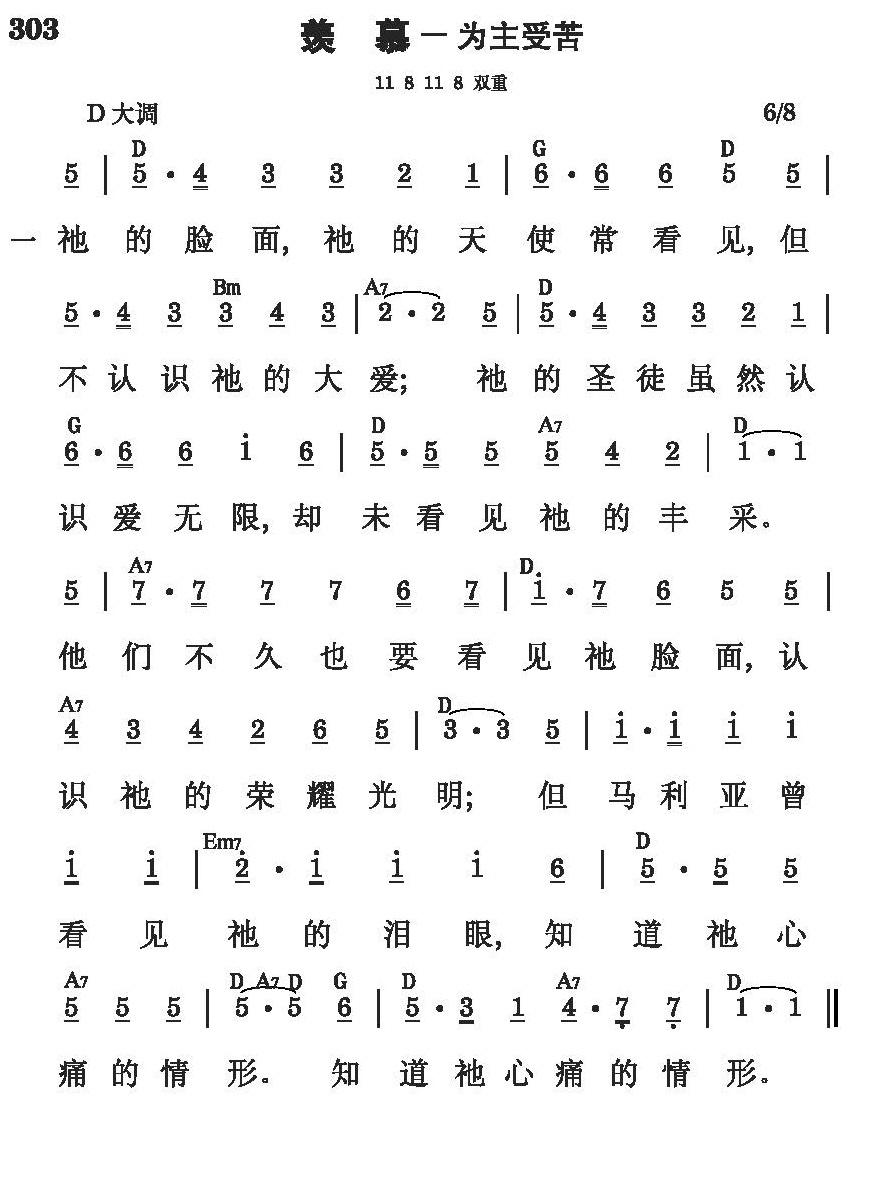 303
羡 慕 — 为主受苦
11 8 11 8 双重
D 大调 6/8
D G D
5 | 5 · 4 3 3 2 1 | 6 · 6 6 5 5 |
一 祂 的 脸 面, 祂 的 天 使 常 看 见, 但
Bm A7 D
5 · 4 3 3 4 3 | 2 · 2 5 | 5 · 4 3 3 2 1 |
不 认 识 祂 的 大 爱; 祂 的 圣 徒 虽 然 认
G D A7 D
6 · 6 6 i 6 | 5 · 5 5 5 4 2 | 1 · 1
识 爱 无 限, 却 未 看 见 祂 的 丰 采。
A7 D
5 | 7 · 7 7 7 6 7 | i · 7 6 5 5 |
他 们 不 久 也 要 看 见 祂 脸 面, 认
A7 D
4 3 4 2 6 5 | 3 · 3 5 | i · i i i
识 祂 的 荣 耀 光 明; 但 马 利 亚 曾
Em7 D
i i | 2̇ · i i i 6 | 5 · 5 5
看 见 祂 的 泪 眼, 知 道 祂 心
A7 D A7 D G D A7 D
5 5 5 | 5 · 5 6 | 5 · 3 1 4 · 7̣ 7̣ | 1 · 1 ‖
痛 的 情 形。 知 道 祂 心 痛 的 情 形。